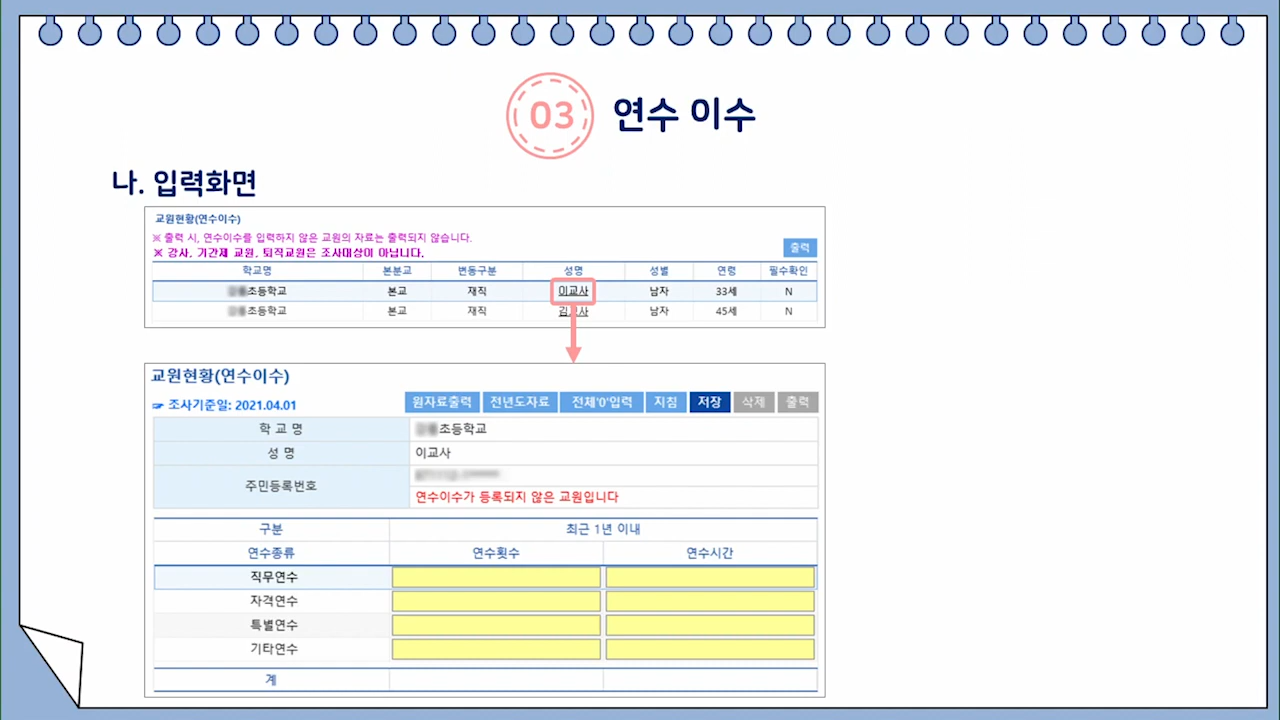 03 연수 이수
나. 입력화면
교원현황(연수이수)
※ 출력 시, 연수이수를 입력하지 않은 교원의 자료는 출력되지 않습니다.
※ 강사, 기간제 교원, 퇴직교원은 조사대상이 아닙니다.
출력
학교명 본분교 변동구분 성명 성별 연령 필수확인
초등학교 본교 재직 이교사 남자 33세 N
초등학교 본교 재직 김교사 남자 45세 N
교원현황(연수이수)
☞ 조사기준일: 2021.04.01
원자료출력 전년도자료 전체'0'입력 지침 저장 삭제 출력
학 교 명 초등학교
성 명 이교사
주민등록번호
연수이수가 등록되지 않은 교원입니다
구분 최근 1년 이내
연수종류 연수횟수 연수시간
직무연수
자격연수
특별연수
기타연수
계